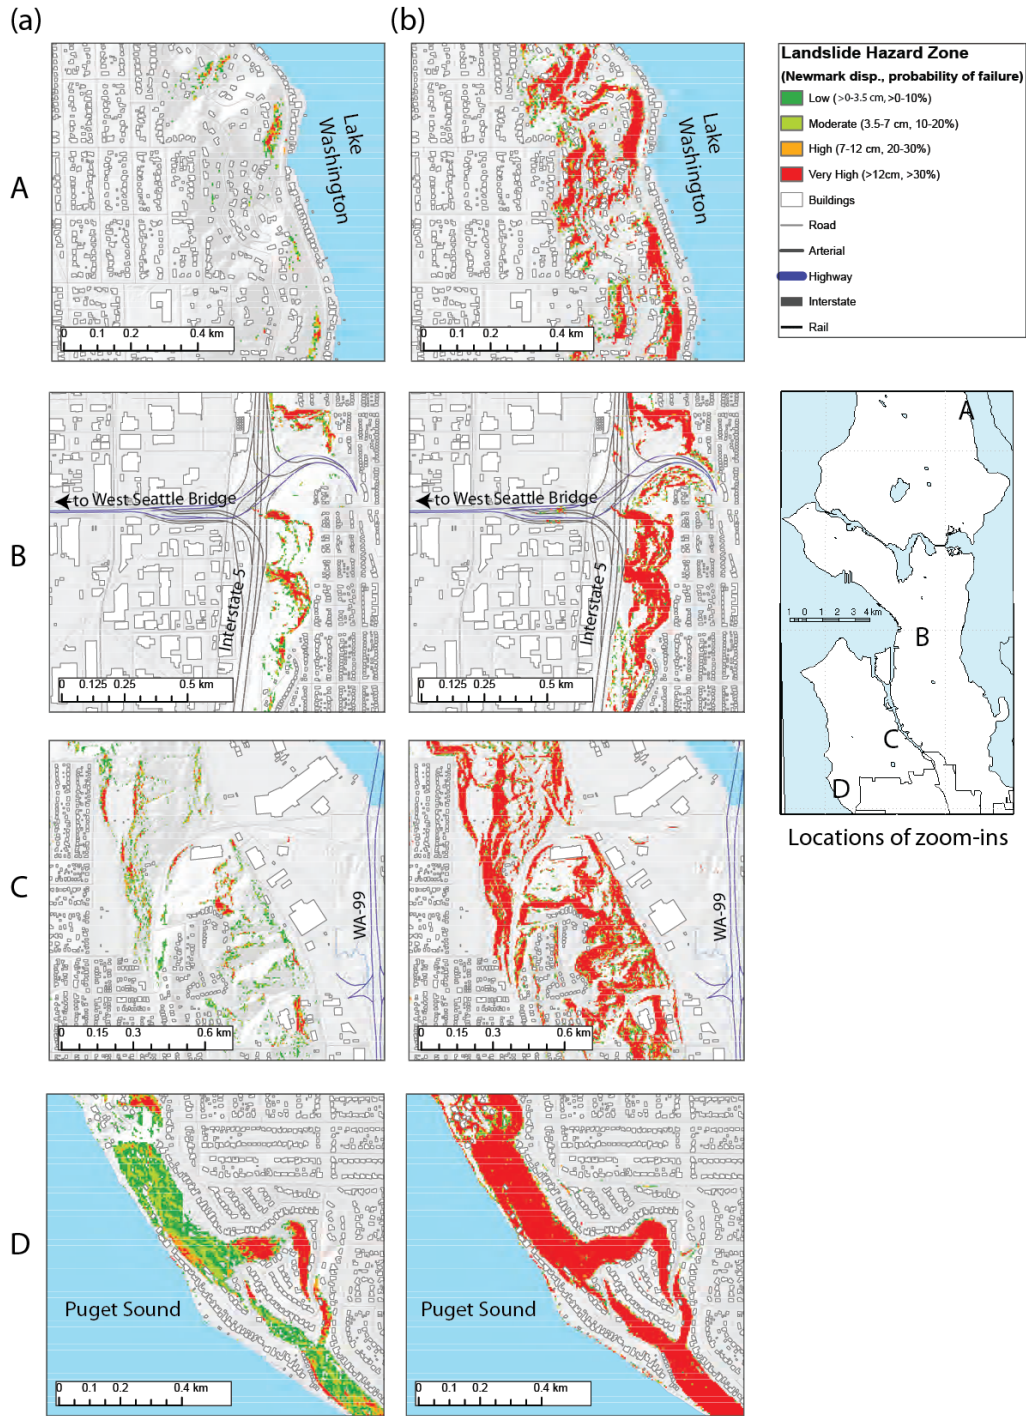 (a)
(b)
A
Lake
Washington
0 0.1 0.2 0.4 km
Lake
Washington
0 0.1 0.2 0.4 km
Landslide Hazard Zone
(Newmark disp., probability of failure)
Low (>0-3.5 cm, >0-10%)
Moderate (3.5-7 cm, 10-20%)
High (7-12 cm, 20-30%)
Very High (>12cm, >30%)
Buildings
Road
Arterial
Highway
Interstate
Rail
B
to West Seattle Bridge
Interstate 5
0 0.125 0.25 0.5 km
to West Seattle Bridge
Interstate 5
0 0.125 0.25 0.5 km
A
1 0 1 2 3 4 km
B
C
D
Locations of zoom-ins
C
WA-99
0 0.15 0.3 0.6 km
WA-99
0 0.15 0.3 0.6 km
D
Puget Sound
0 0.1 0.2 0.4 km
Puget Sound
0 0.1 0.2 0.4 km